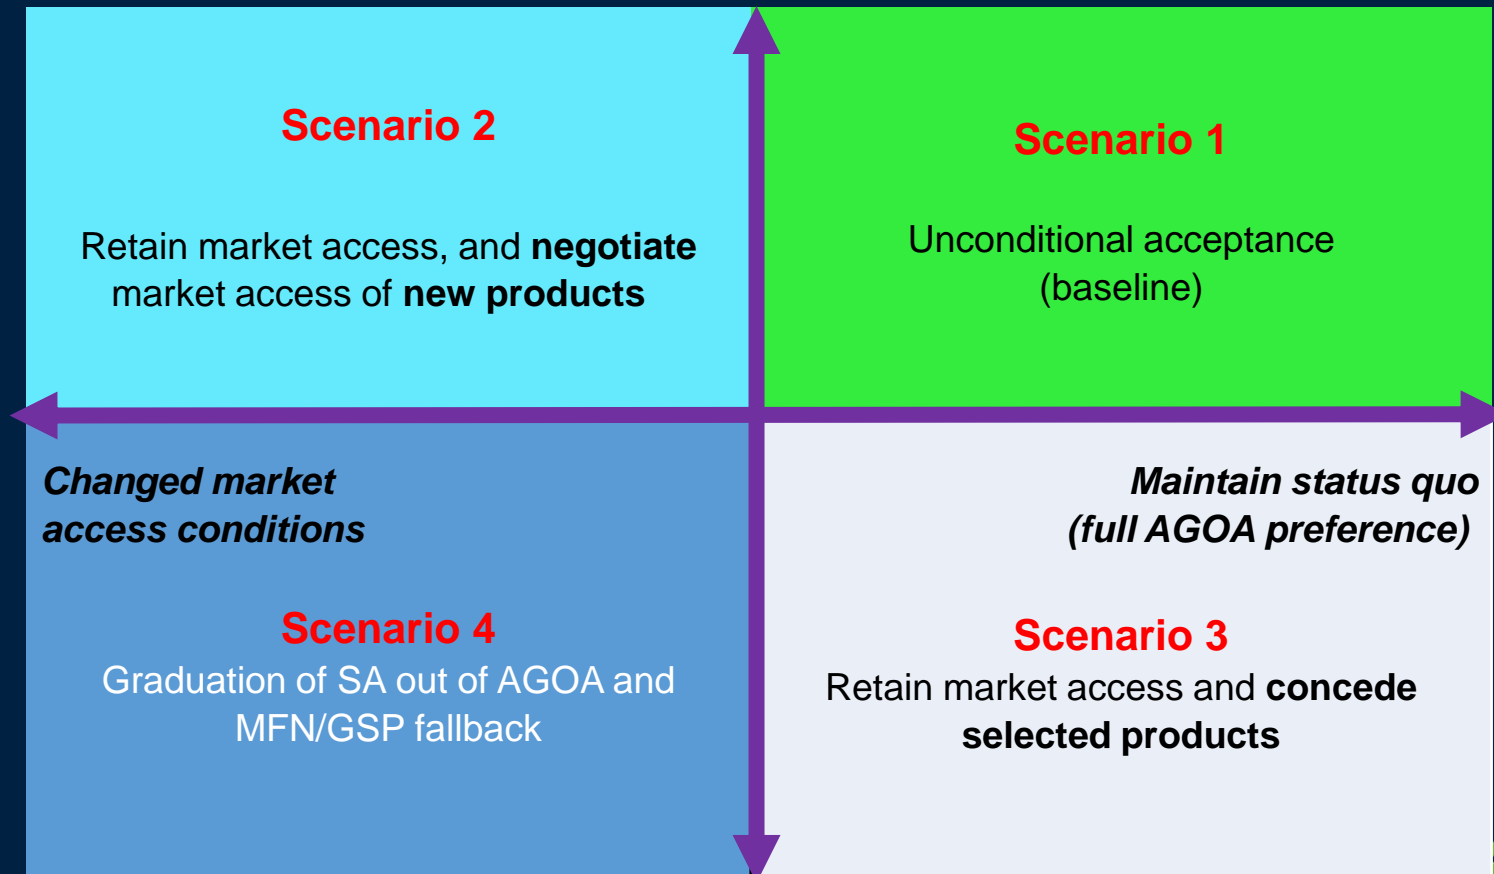 Scenario 2
Retain market access, and negotiate
market access of new products
Scenario 1
Unconditional acceptance
(baseline)
Changed market
access conditions
Maintain status quo
(full AGOA preference)
Scenario 4
Graduation of SA out of AGOA and
MFN/GSP fallback
Scenario 3
Retain market access and concede
selected products